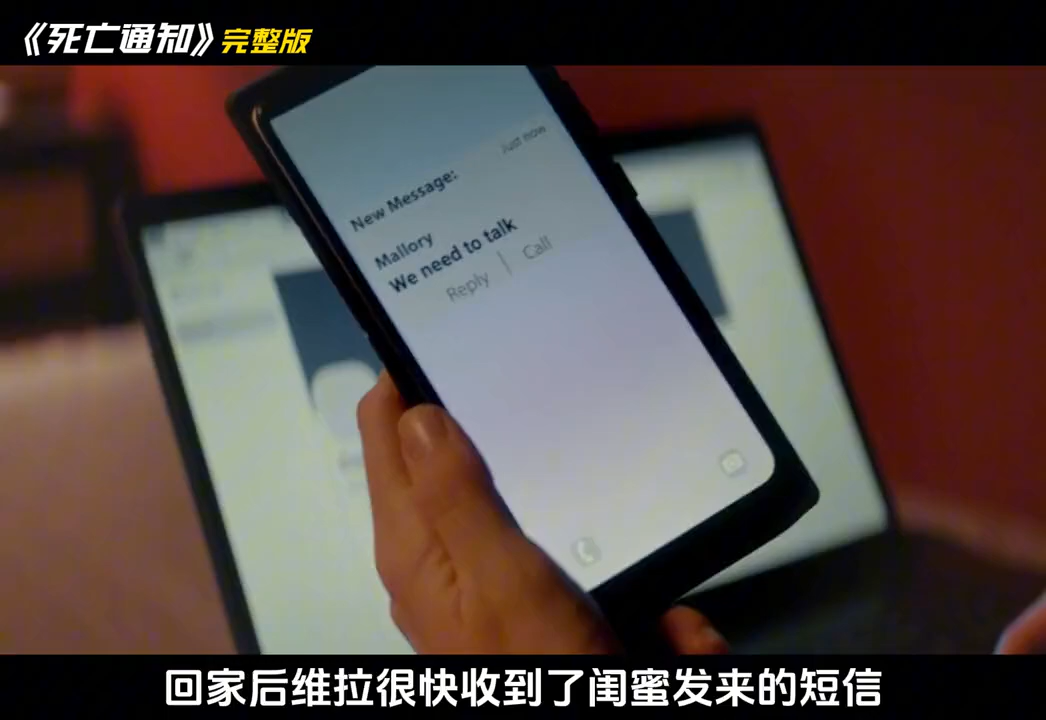 《死亡通知》完整版
Just now
New Message:
Mallory
We need to talk
Reply | Call
回家后维拉很快收到了闺蜜发来的短信